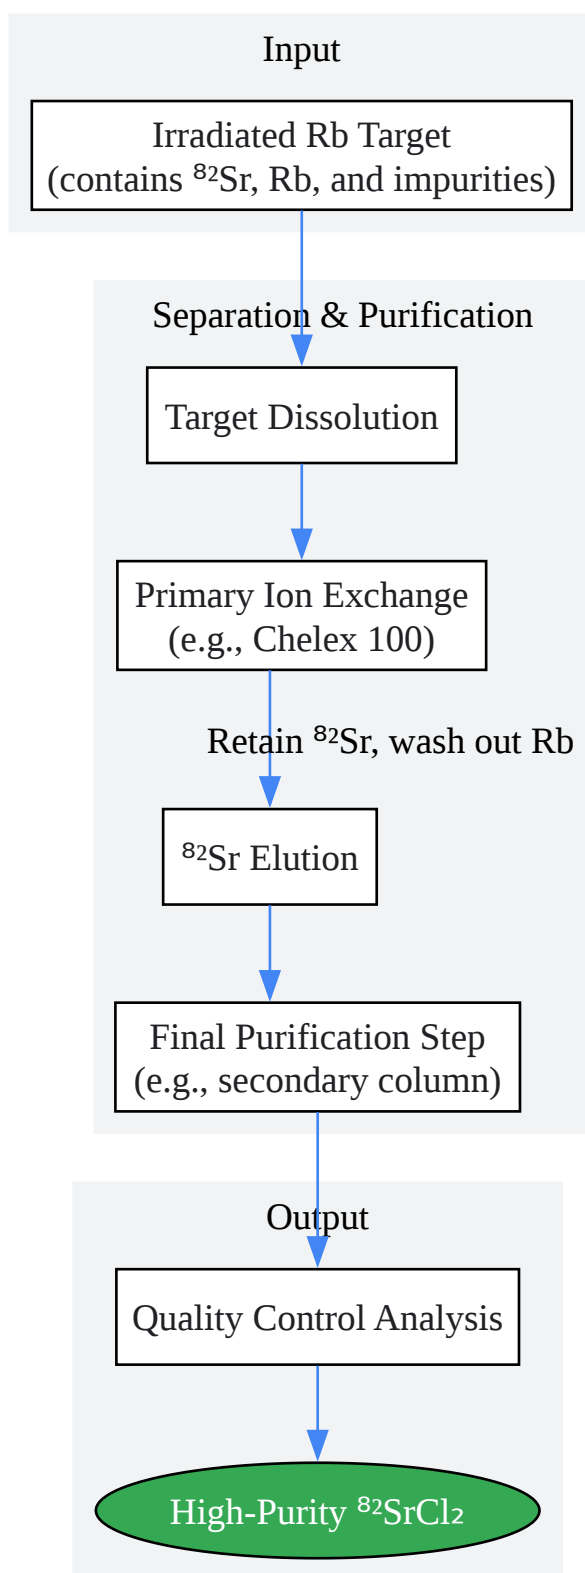 Input
Irradiated Rb Target
(contains ⁸²Sr, Rb, and impurities)
Separation & Purification
Target Dissolution
Primary Ion Exchange
(e.g., Chelex 100)
Retain ⁸²Sr, wash out Rb
⁸²Sr Elution
Final Purification Step
(e.g., secondary column)
Output
Quality Control Analysis
High-Purity ⁸²SrCl₂